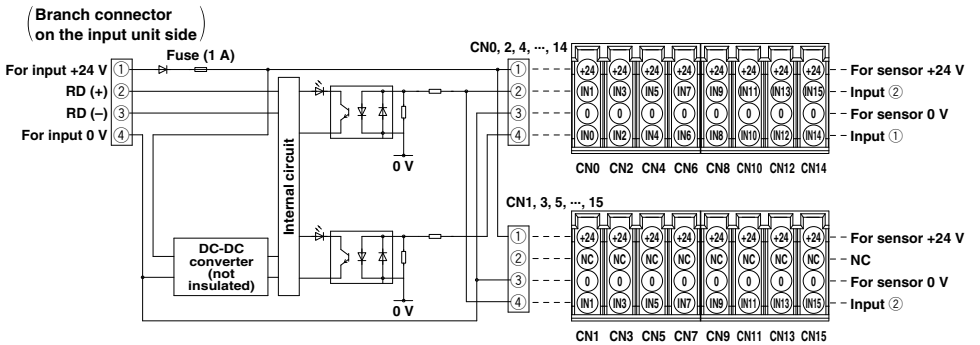 Branch connector
on the input unit side
Fuse (1 A)
For input +24 V ①
RD (+) ②
RD (−) ③
For input 0 V ④
Internal circuit
DC-DC
converter
(not
insulated)
0 V
0 V
CN0, 2, 4, ···, 14
①
②
③
④
+24 +24 +24 +24 +24 +24 +24 +24
IN1 IN3 IN5 IN7 IN9 IN11 IN13 IN15
0 0 0 0 0 0 0 0
IN0 IN2 IN4 IN6 IN8 IN10 IN12 IN14
CN0 CN2 CN4 CN6 CN8 CN10 CN12 CN14
For sensor +24 V
Input ②
For sensor 0 V
Input ①
CN1, 3, 5, ···, 15
①
②
③
④
+24 +24 +24 +24 +24 +24 +24 +24
NC NC NC NC NC NC NC NC
0 0 0 0 0 0 0 0
IN1 IN3 IN5 IN7 IN9 IN11 IN13 IN15
CN1 CN3 CN5 CN7 CN9 CN11 CN13 CN15
For sensor +24 V
NC
For sensor 0 V
Input ②